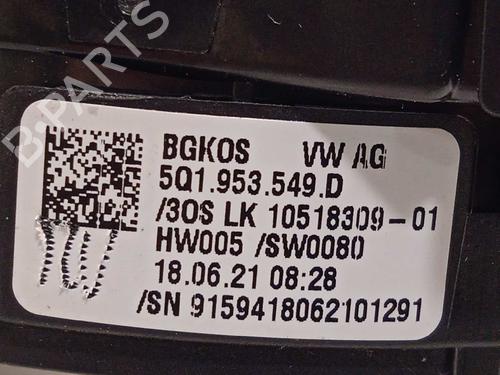 B-PARTS
BGKOS VW AG
5Q1.953.549.D
/3OS LK 10518309-01
HW005 /SW0080
18.06.21 08:28
/SN 9159418062101291